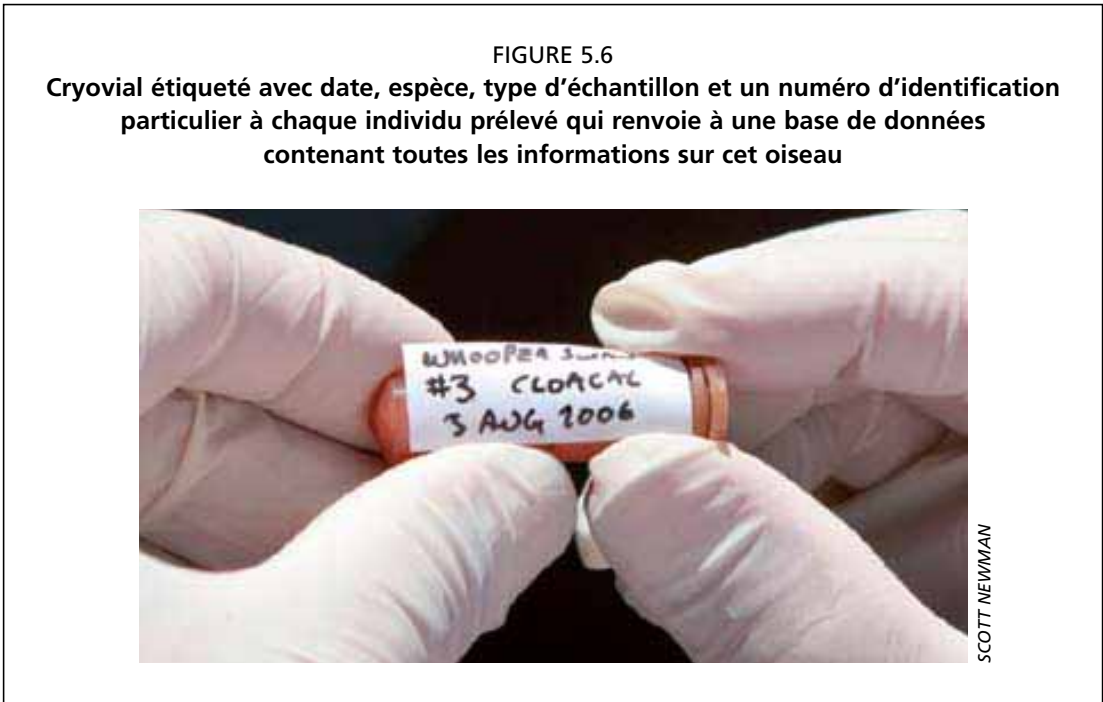 FIGURE 5.6
Cryovial étiqueté avec date, espèce, type d’échantillon et un numéro d’identification
particulier à chaque individu prélevé qui renvoie à une base de données
contenant toutes les informations sur cet oiseau
WHOOPER
#3 CLOACAL
3 AUG 2006
SCOTT NEWMAN